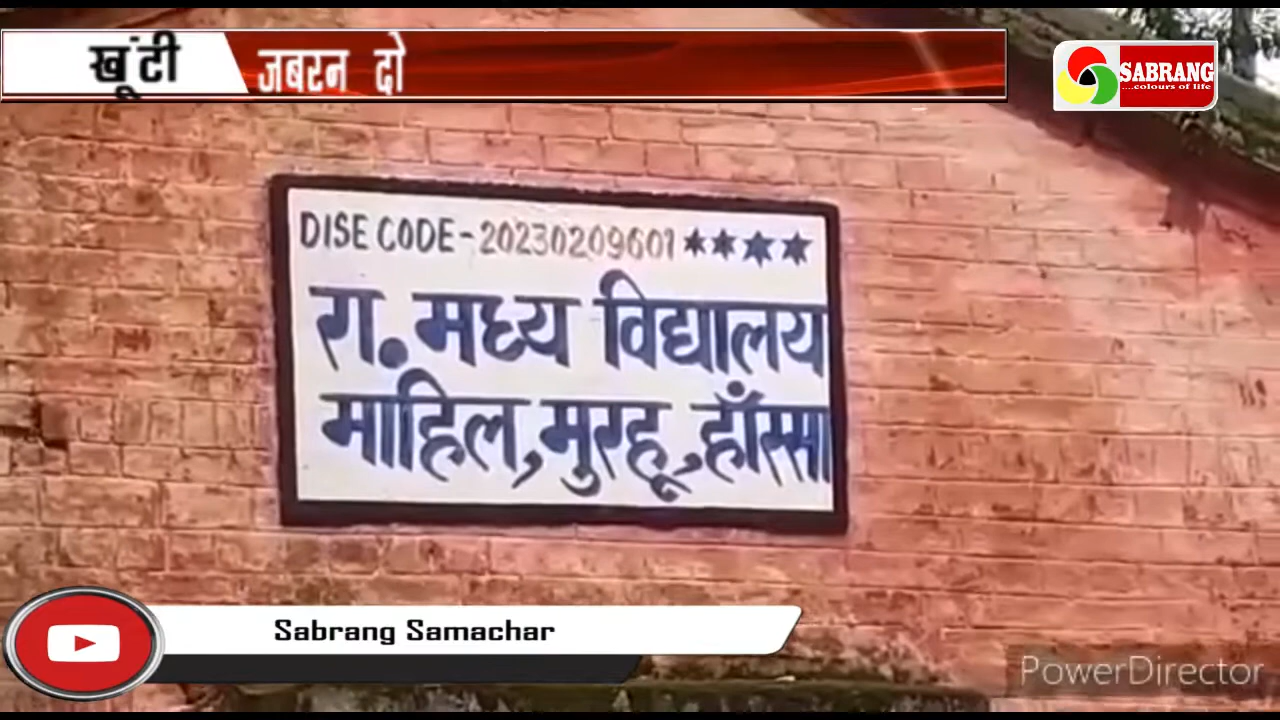 खूंटी
जबरन दो
SABRANG
....colours of life
DISE CODE-20230209601 ****
रा. मध्य विद्यालय
माहिल, मुरहू, हाँस्सा
Sabrang Samachar
PowerDirector